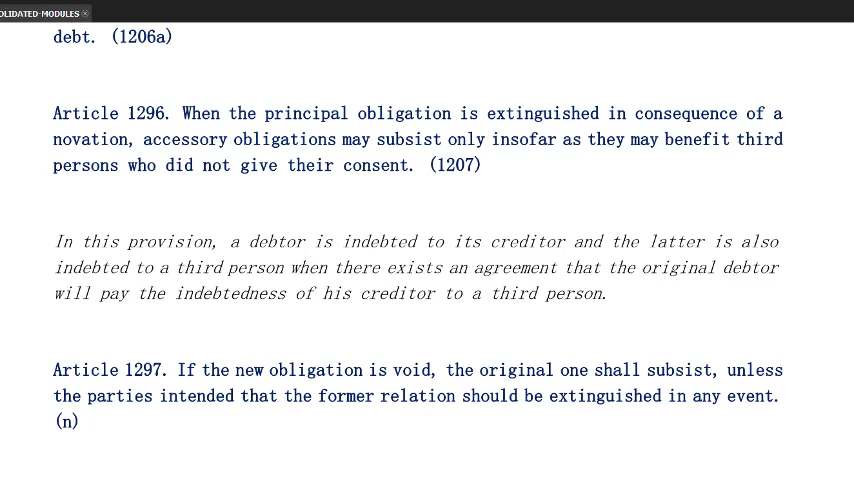 OLIDATED-MODULES
debt. (1206a)
Article 1296. When the principal obligation is extinguished in consequence of a
novation, accessory obligations may subsist only insofar as they may benefit third
persons who did not give their consent. (1207)
In this provision, a debtor is indebted to its creditor and the latter is also
indebted to a third person when there exists an agreement that the original debtor
will pay the indebtedness of his creditor to a third person.
Article 1297. If the new obligation is void, the original one shall subsist, unless
the parties intended that the former relation should be extinguished in any event.
(n)